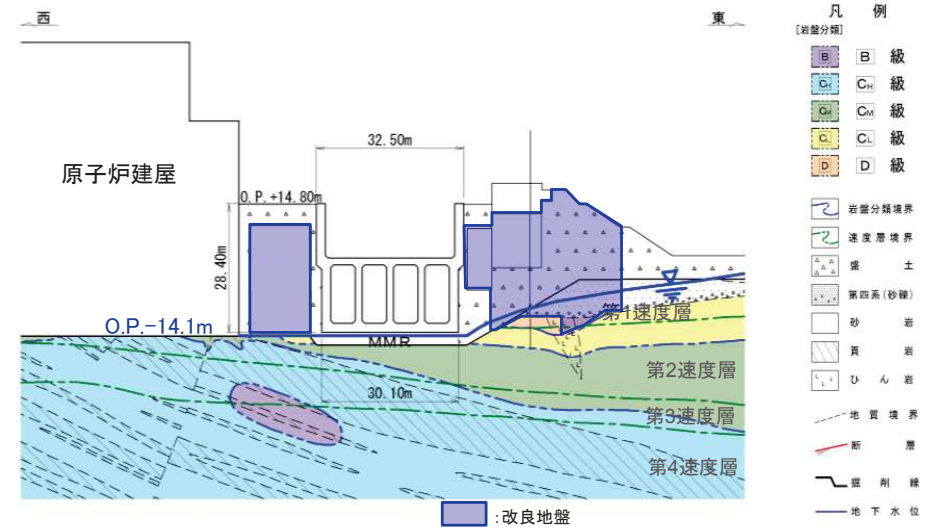 西
東
32.50m
原子炉建屋
O.P.+14.80m
28.40m
O.P.-14.1m
MMR
30.10m
第1速度層
第2速度層
第3速度層
第4速度層
:改良地盤
凡 例
[岩盤分類]
B B 級
CH CH 級
CM CM 級
CL CL 級
D D 級
岩盤分類境界
速度層境界
盛 土
第四系(砂礫)
砂 岩
頁 岩
ひ ん 岩
地 質 境 界
断 層
掘 削 線
地 下 水 位